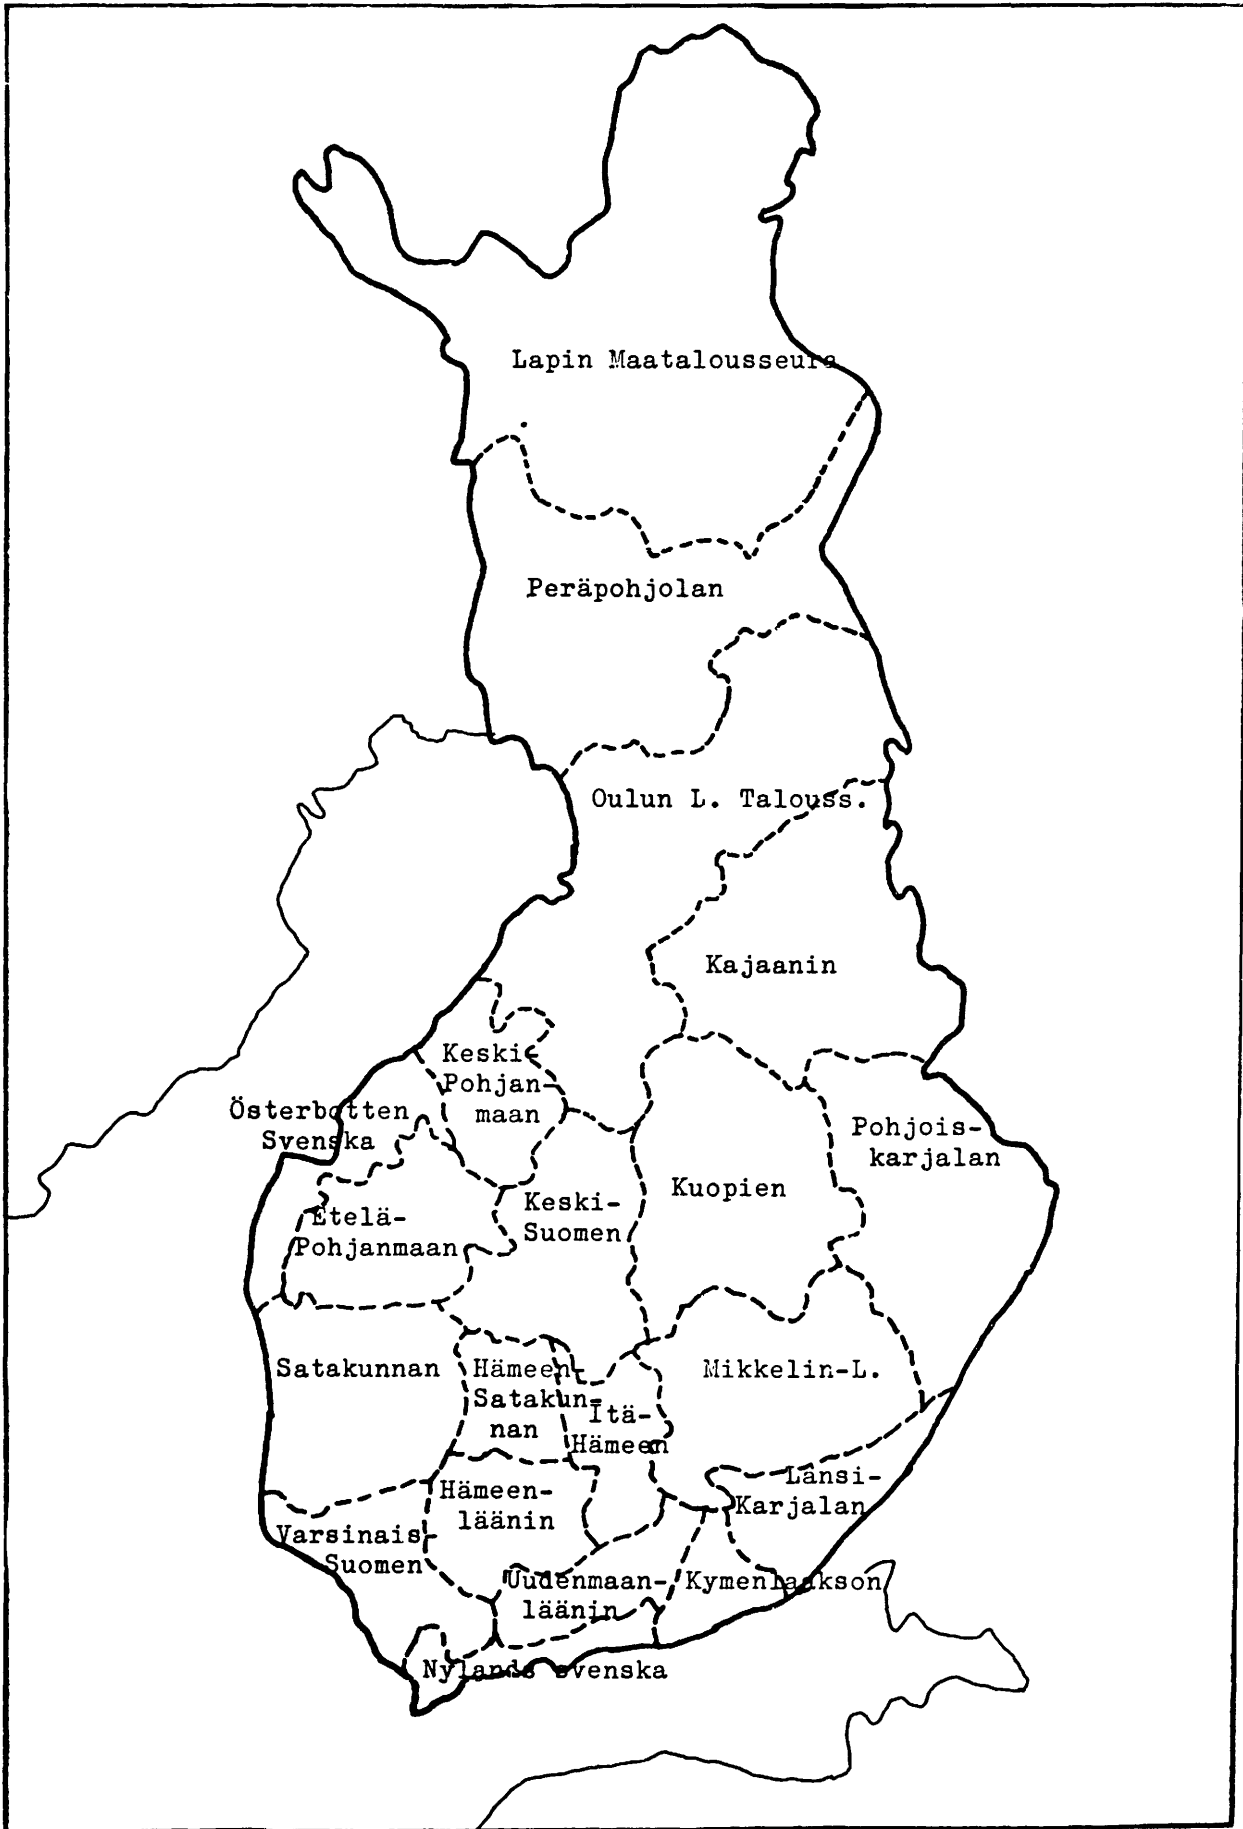 Lapin Maatalousseura
Peräpohjolan
Oulun L. Talouss.
Kajaanin
Keski-
Pohjan-
maan
Österbotten
Svenska
Pohjois-
karjalan
Kuopien
Keski-
Suomen
Etelä-
Pohjanmaan
Satakunnan
Hämeen-
Satakun-
nan
Itä-
Hämeen
Mikkelin-L.
Länsi-
Karjalan
Hämeen-
läänin
Varsinais-
Suomen
Uudenmaan-
läänin
Kymenlaakson
Nylands svenska